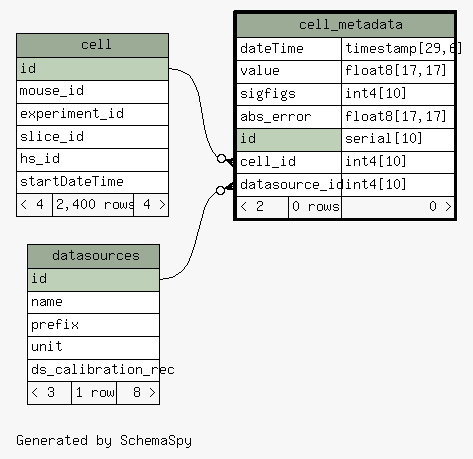 cell
id
mouse_id
experiment_id
slice_id
hs_id
startDateTime
< 4 2,400 rows 4 >
cell_metadata
dateTime timestamp[29,6]
value float8[17,17]
sigfigs int4[10]
abs_error float8[17,17]
id serial[10]
cell_id int4[10]
datasource_id int4[10]
< 2 0 rows 0 >
datasources
id
name
prefix
unit
ds_calibration_rec
< 3 1 row 8 >
Generated by SchemaSpy